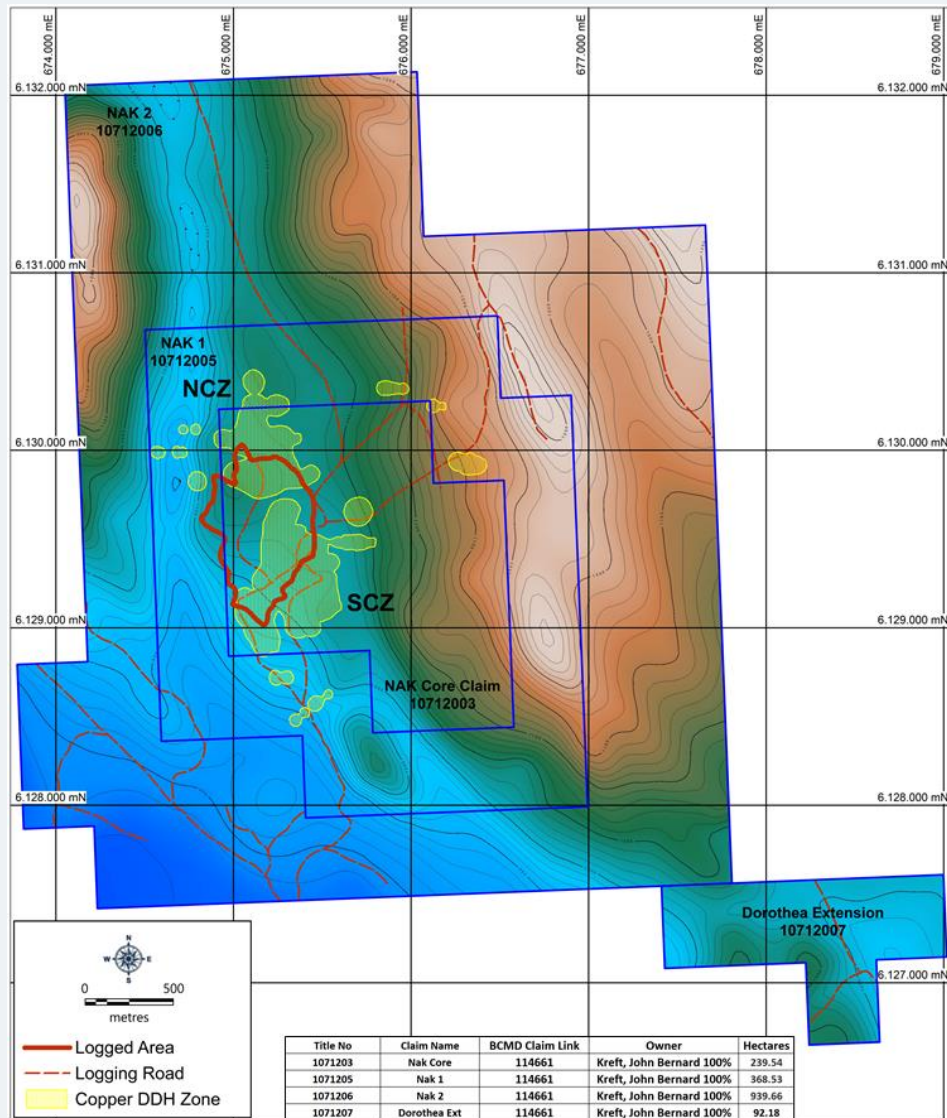 674.000 mE
675.000 mE
676.000 mE
677.000 mE
678.000 mE
679.000 mE
6.132.000 mN
6.132.000 mN
NAK 2
10712006
6.131.000 mN
6.131.000 mN
NAK 1
10712005
NCZ
6.130.000 mN
6.130.000 mN
SCZ
6.129.000 mN
6.129.000 mN
NAK Core Claim
10712003
6.128.000 mN
6.128.000 mN
Dorothea Extension
10712007
6.127.000 mN
N
W E
S
0 500
metres
Logged Area
Logging Road
Copper DDH Zone
Title No Claim Name BCMD Claim Link Owner Hectares
1071203 Nak Core 114661 Kreft, John Bernard 100% 239.54
1071205 Nak 1 114661 Kreft, John Bernard 100% 368.53
1071206 Nak 2 114661 Kreft, John Bernard 100% 939.66
1071207 Dorothea Ext 114661 Kreft, John Bernard 100% 92.18